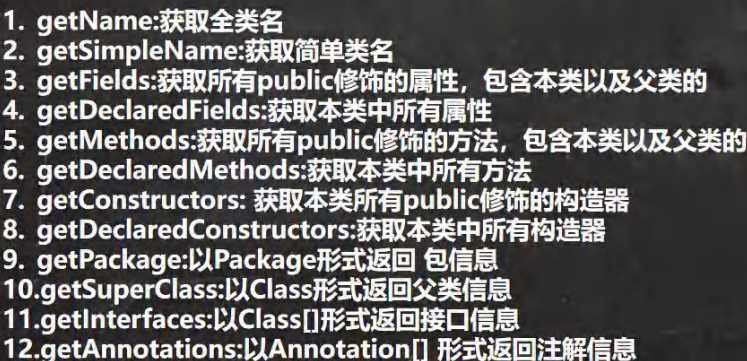 1. getName:获取全类名
2. getSimpleName:获取简单类名
3. getFields:获取所有public修饰的属性，包含本类以及父类的
4. getDeclaredFields:获取本类中所有属性
5. getMethods:获取所有public修饰的方法，包含本类以及父类的
6. getDeclaredMethods:获取本类中所有方法
7. getConstructors: 获取本类所有public修饰的构造器
8. getDeclaredConstructors:获取本类中所有构造器
9. getPackage:以Package形式返回 包信息
10.getSuperClass:以Class形式返回父类信息
11.getInterfaces:以Class[]形式返回接口信息
12.getAnnotations:以Annotation[] 形式返回注解信息